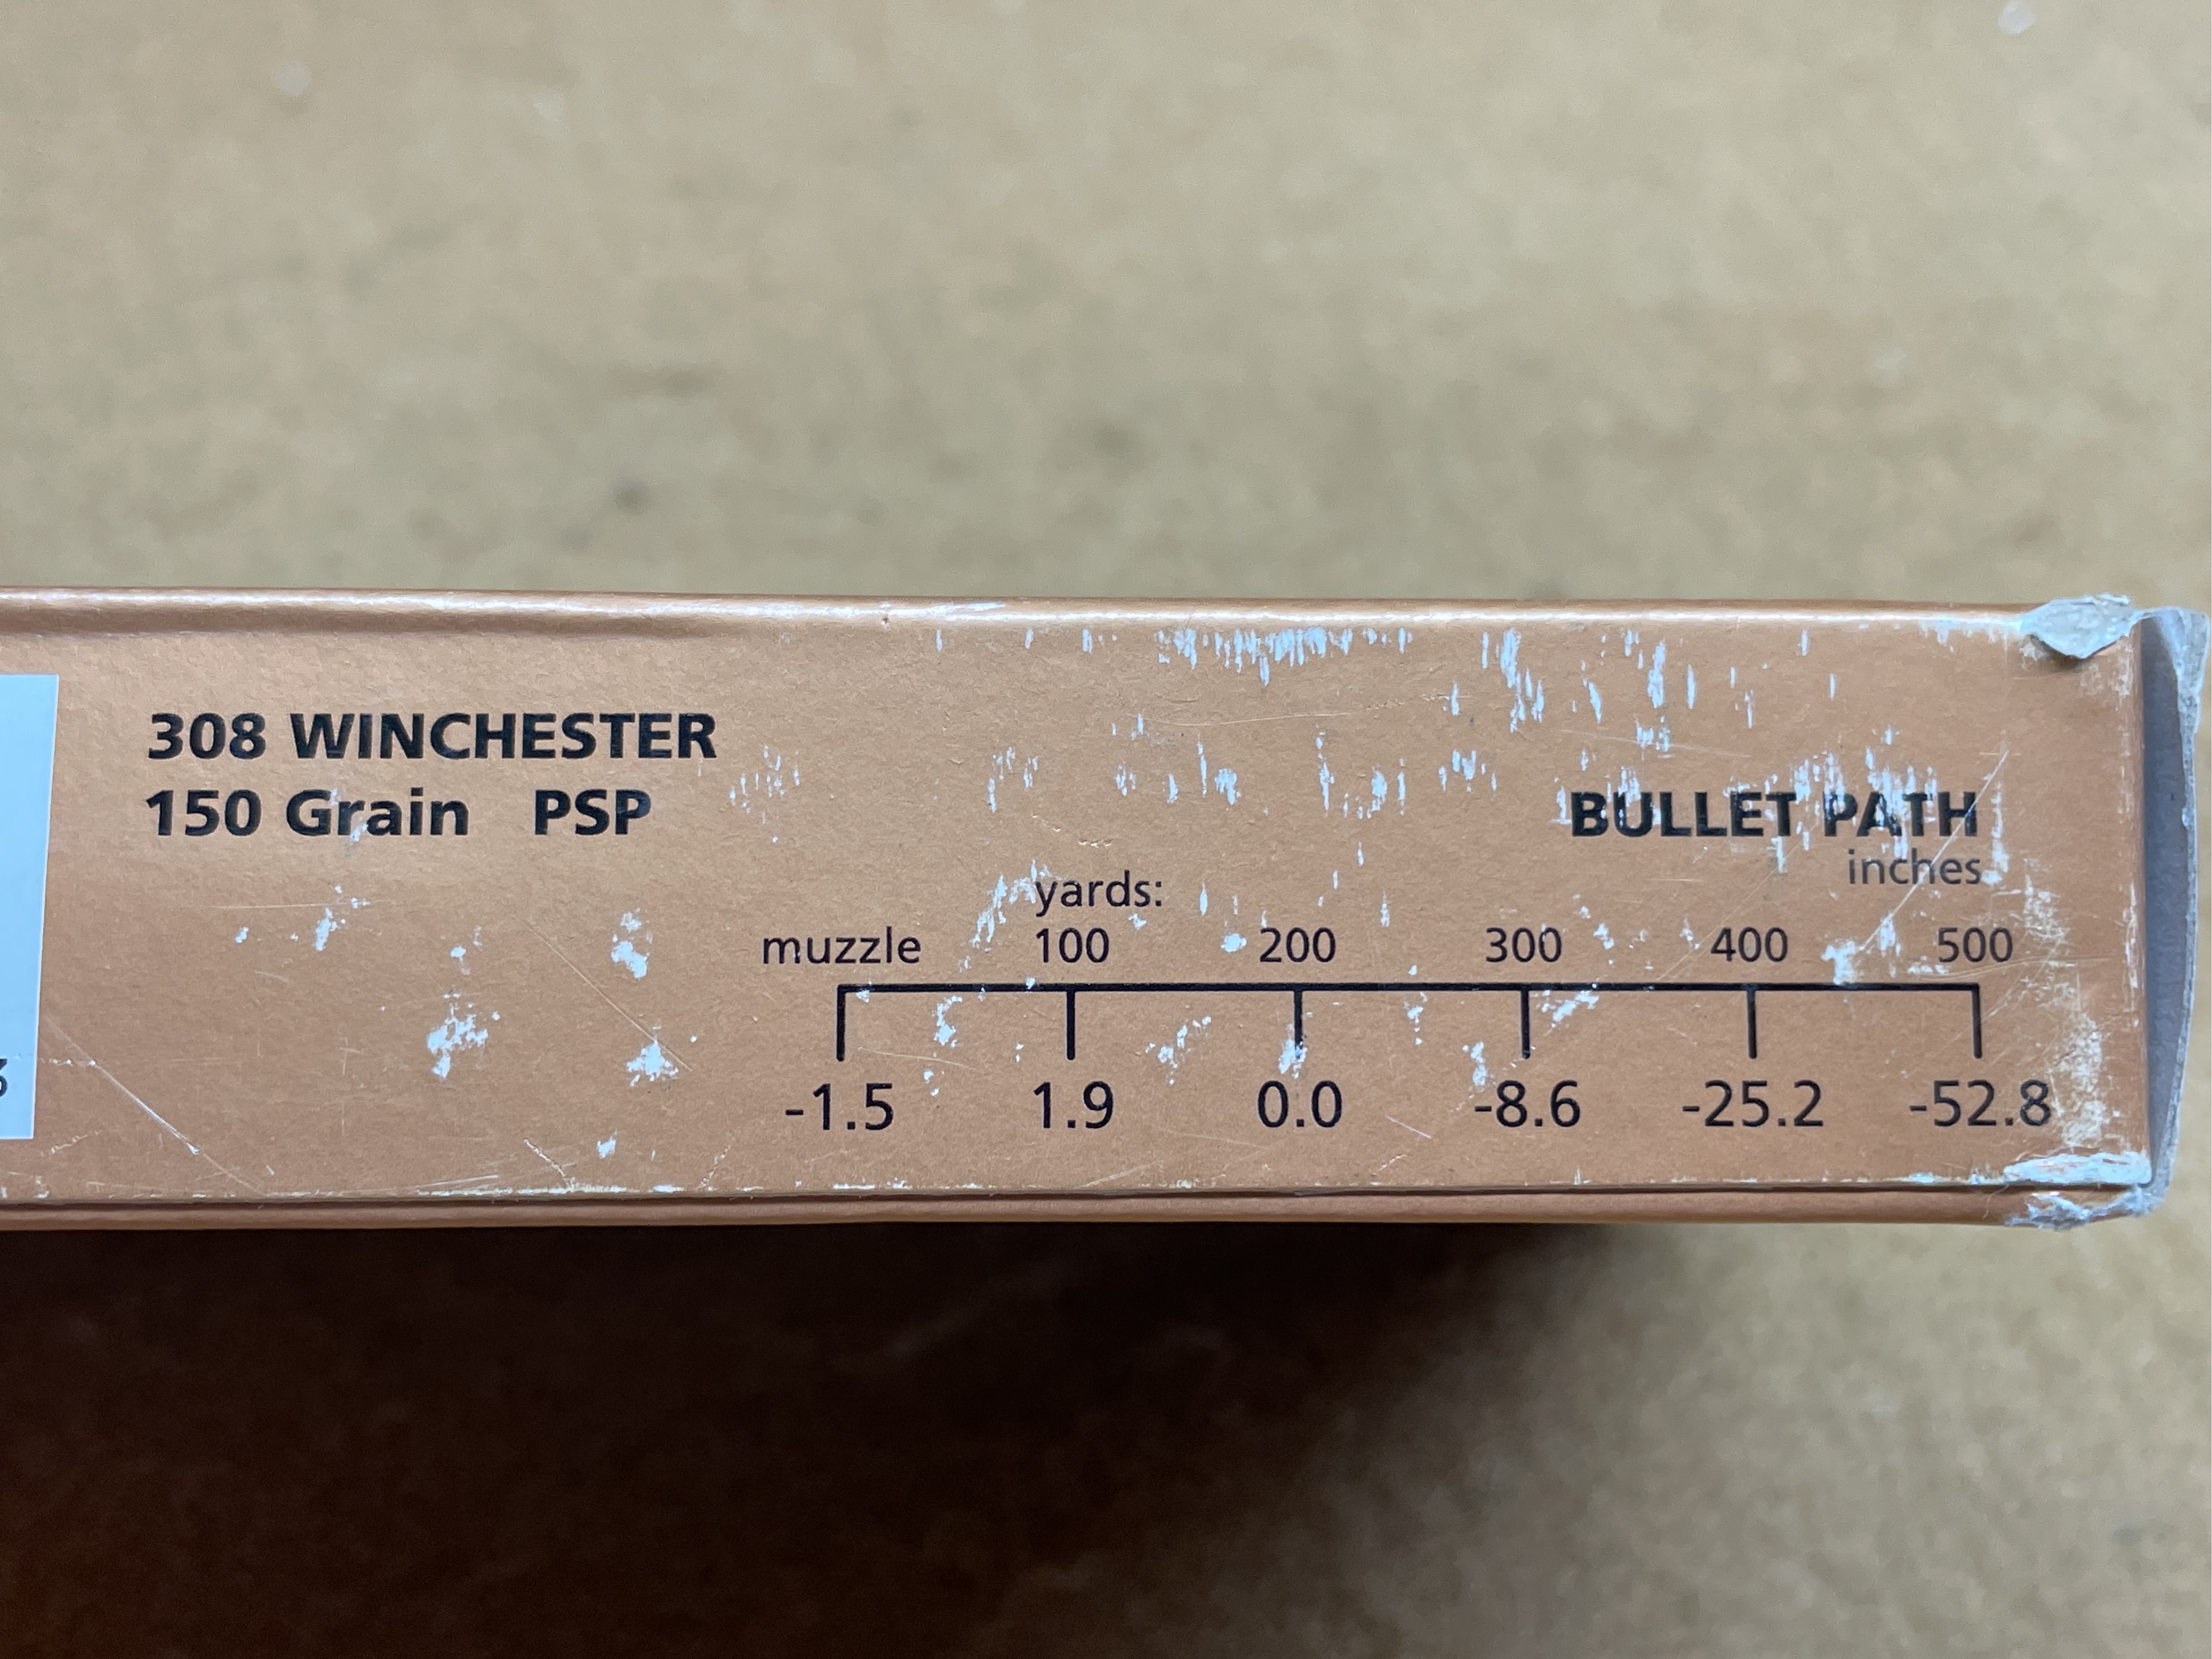 308 WINCHESTER
150 Grain PSP
BULLET PATH
inches
yards:
muzzle 100 200 300 400 500
-1.5 1.9 0.0 -8.6 -25.2 -52.8